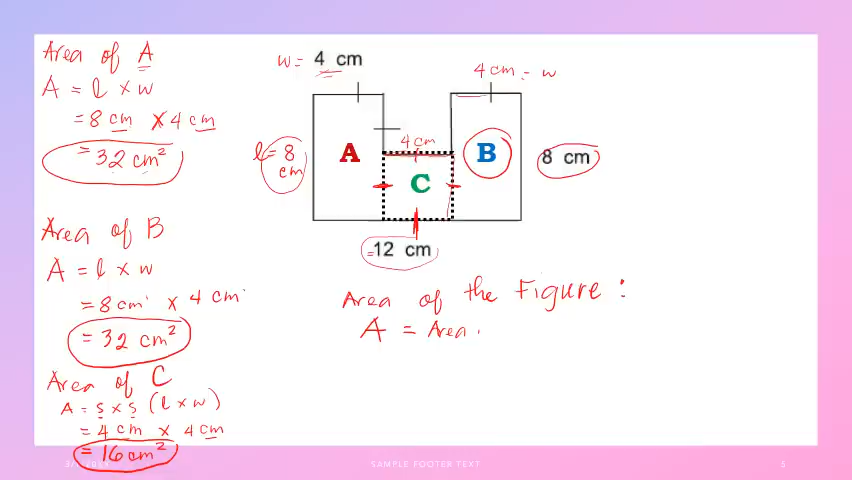 Area of A
A = l x w
= 8 cm x 4 cm
= 32 cm²
Area of B
A = l x w
= 8 cm x 4 cm
= 32 cm²
Area of C
A = s x s (l x w)
= 4 cm x 4 cm
= 16 cm²
w = 4 cm
4 cm = w
l = 8 cm
A
4 cm
C
B
8 cm
= 12 cm
Area of the Figure :
A = Area
SAMPLE FOOTER TEXT